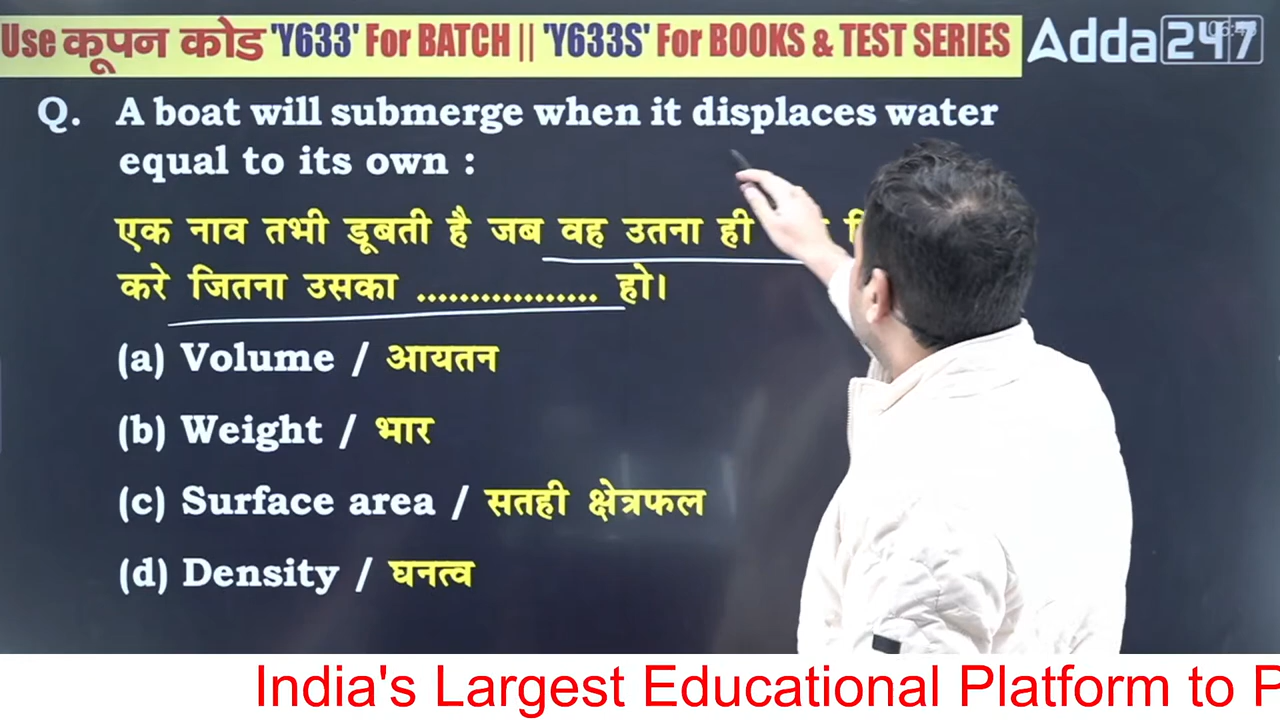 Use कूपन कोड 'Y633' For BATCH || 'Y633S' For BOOKS & TEST SERIES
Adda247
Q. A boat will submerge when it displaces water
equal to its own :
एक नाव तभी डूबती है जब वह उतना ही
करे जितना उसका ................. हो।
(a) Volume / आयतन
(b) Weight / भार
(c) Surface area / सतही क्षेत्रफल
(d) Density / घनत्व
India's Largest Educational Platform to